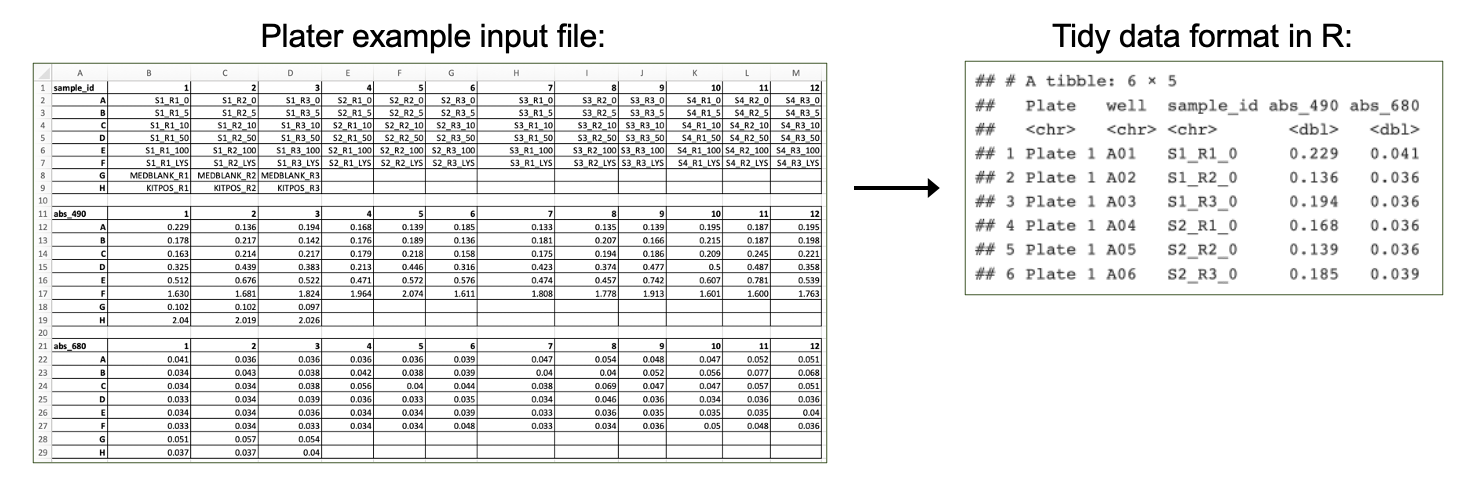 Plater example input file:
Tidy data format in R:
A B C D E F G H I J K L M
1 sample_id 1 2 3 4 5 6 7 8 9 10 11 12
2 A S1_R1_0 S1_R2_0 S1_R3_0 S2_R1_0 S2_R2_0 S2_R3_0 S3_R1_0 S3_R2_0 S3_R3_0 S4_R1_0 S4_R2_0 S4_R3_0
3 B S1_R1_5 S1_R2_5 S1_R3_5 S2_R1_5 S2_R2_5 S2_R3_5 S3_R1_5 S3_R2_5 S3_R3_5 S4_R1_5 S4_R2_5 S4_R3_5
4 C S1_R1_10 S1_R2_10 S1_R3_10 S2_R1_10 S2_R2_10 S2_R3_10 S3_R1_10 S3_R2_10 S3_R3_10 S4_R1_10 S4_R2_10 S4_R3_10
5 D S1_R1_50 S1_R2_50 S1_R3_50 S2_R1_50 S2_R2_50 S2_R3_50 S3_R1_50 S3_R2_50 S3_R3_50 S4_R1_50 S4_R2_50 S4_R3_50
6 E S1_R1_100 S1_R2_100 S1_R3_100 S2_R1_100 S2_R2_100 S2_R3_100 S3_R1_100 S3_R2_100 S3_R3_100 S4_R1_100 S4_R2_100 S4_R3_100
7 F S1_R1_LYS S1_R2_LYS S1_R3_LYS S2_R1_LYS S2_R2_LYS S2_R3_LYS S3_R1_LYS S3_R2_LYS S3_R3_LYS S4_R1_LYS S4_R2_LYS S4_R3_LYS
8 G MEDBLANK_R1 MEDBLANK_R2 MEDBLANK_R3
9 H KITPOS_R1 KITPOS_R2 KITPOS_R3
10
11 abs_490 1 2 3 4 5 6 7 8 9 10 11 12
12 A 0.229 0.136 0.194 0.168 0.139 0.185 0.133 0.135 0.139 0.195 0.187 0.195
13 B 0.178 0.217 0.142 0.176 0.189 0.136 0.181 0.207 0.166 0.215 0.187 0.198
14 C 0.163 0.214 0.217 0.179 0.218 0.158 0.175 0.194 0.186 0.209 0.245 0.221
15 D 0.325 0.439 0.383 0.213 0.446 0.316 0.423 0.374 0.477 0.5 0.487 0.358
16 E 0.512 0.676 0.522 0.471 0.572 0.576 0.474 0.457 0.742 0.607 0.781 0.539
17 F 1.630 1.681 1.824 1.964 2.074 1.611 1.808 1.778 1.913 1.601 1.600 1.763
18 G 0.102 0.102 0.097
19 H 2.04 2.019 2.026
20
21 abs_680 1 2 3 4 5 6 7 8 9 10 11 12
22 A 0.041 0.036 0.036 0.036 0.036 0.039 0.047 0.054 0.048 0.047 0.052 0.051
23 B 0.034 0.043 0.038 0.042 0.038 0.039 0.04 0.04 0.052 0.056 0.077 0.068
24 C 0.034 0.034 0.038 0.056 0.04 0.044 0.038 0.069 0.047 0.047 0.057 0.051
25 D 0.033 0.034 0.039 0.036 0.033 0.035 0.034 0.046 0.036 0.034 0.036 0.036
26 E 0.034 0.034 0.036 0.034 0.034 0.039 0.033 0.036 0.035 0.035 0.035 0.04
27 F 0.033 0.034 0.033 0.034 0.034 0.048 0.033 0.034 0.036 0.05 0.048 0.036
28 G 0.051 0.057 0.054
29 H 0.037 0.037 0.04
## # A tibble: 6 × 5
## Plate well sample_id abs_490 abs_680
## <chr> <chr> <chr> <dbl> <dbl>
## 1 Plate 1 A01 S1_R1_0 0.229 0.041
## 2 Plate 1 A02 S1_R2_0 0.136 0.036
## 3 Plate 1 A03 S1_R3_0 0.194 0.036
## 4 Plate 1 A04 S2_R1_0 0.168 0.036
## 5 Plate 1 A05 S2_R2_0 0.139 0.036
## 6 Plate 1 A06 S2_R3_0 0.185 0.039